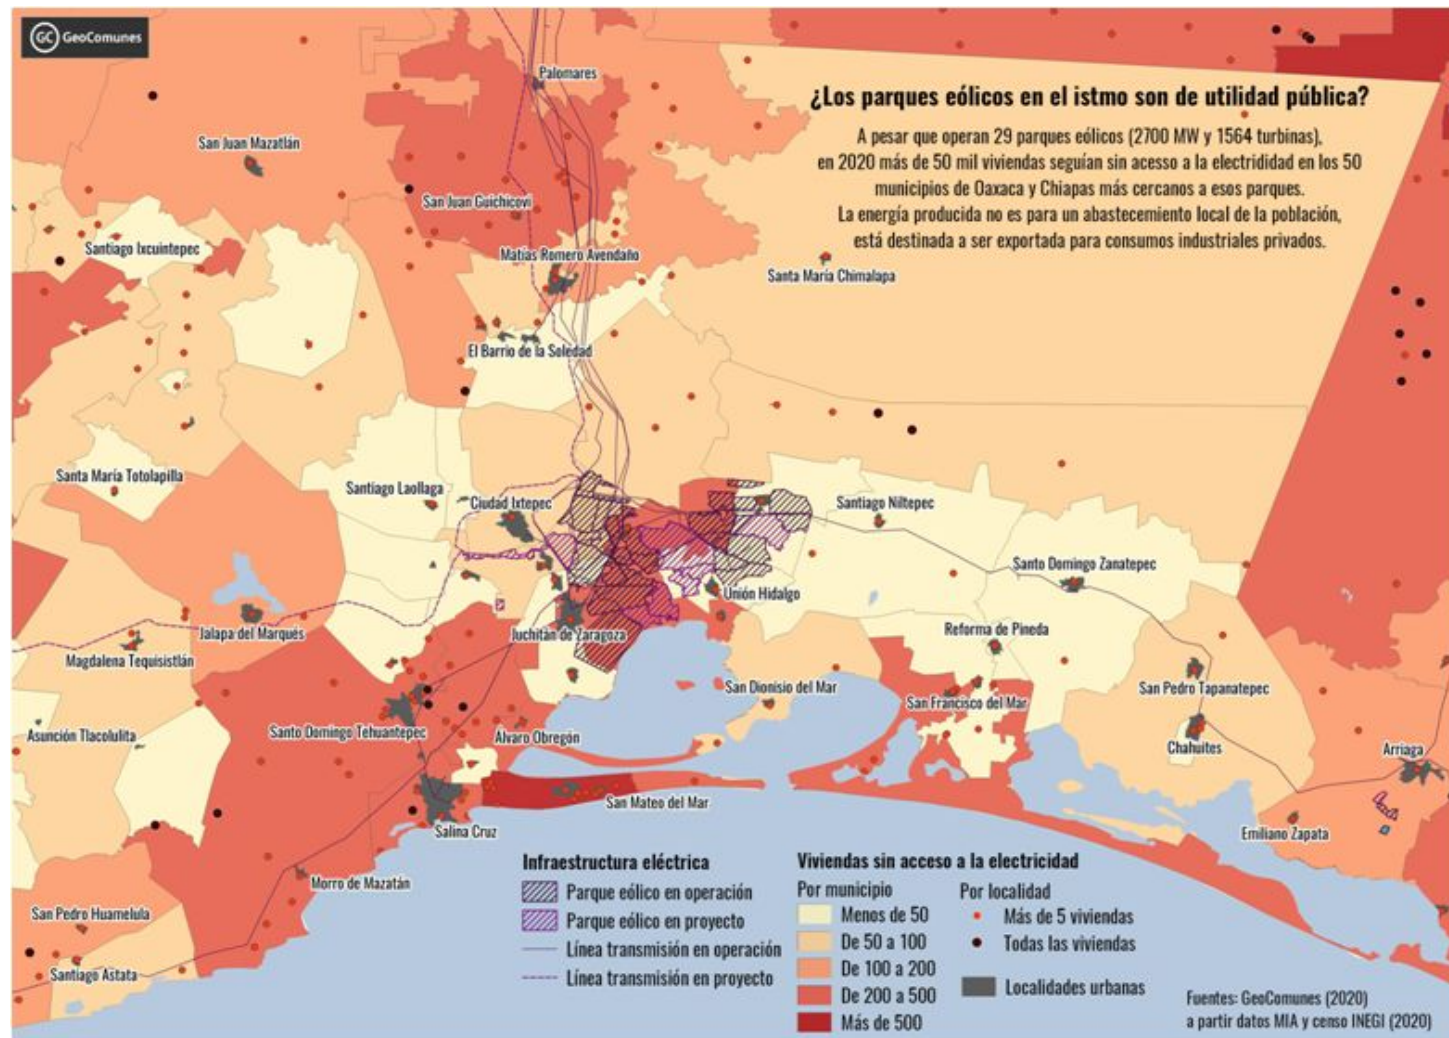 GC GeoComunes
¿Los parques eólicos en el istmo son de utilidad pública?
A pesar que operan 29 parques eólicos (2700 MW y 1564 turbinas),
en 2020 más de 50 mil viviendas seguían sin acesso a la electrididad en los 50
municipios de Oaxaca y Chiapas más cercanos a esos parques.
La energía producida no es para un abastecimento local de la población,
está destinada a ser exportada para consumos industriales privados.
Palomares
San Juan Mazatlán
San Juan Guichicovi
Santiago Ixcuintepec
Matías Romero Avendaño
Santa María Chimalapa
El Barrio de la Soledad
Santa María Totolapilla
Santiago Laollaga
Ciudad Ixtepec
Santiago Niltepec
Santo Domingo Zanatepec
Unión Hidalgo
Jalapa del Marqués
Juchitán de Zaragoza
Reforma de Pineda
Magdalena Tequisistlán
San Dionisio del Mar
San Pedro Tapanatepec
San Francisco del Mar
Asunción Tlacolulita
Santo Domingo Tehuantepec
Álvaro Obregón
Chahuites
Arriaga
San Mateo del Mar
Salina Cruz
Emiliano Zapata
Morro de Mazatán
San Pedro Huamelula
Santiago Astata
Infraestructura eléctrica
Parque eólico en operación
Parque eólico en proyecto
Línea transmisión en operación
Línea transmisión en proyecto
Viviendas sin acceso a la electricidad
Por municipio
Menos de 50
De 50 a 100
De 100 a 200
De 200 a 500
Más de 500
Por localidad
Más de 5 viviendas
Todas las viviendas
Localidades urbanas
Fuentes: GeoComunes (2020)
a partir datos MIA y censo INEGI (2020)